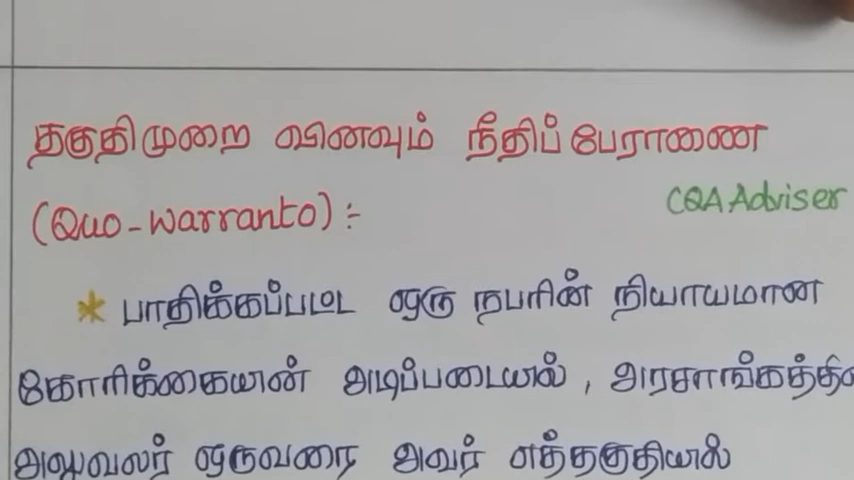 தகுதிமுறை வினவும் நீதிப்பேராணை
(Quo-warranto):-
CQA Adviser
* பாதிக்கப்பட்ட ஒரு நபரின் நியாயமான
கோரிக்கையின் அடிப்படையில் , அரசாங்கத்தி
அலுவலர் ஒருவரை அவர் எத்தகுதியில்